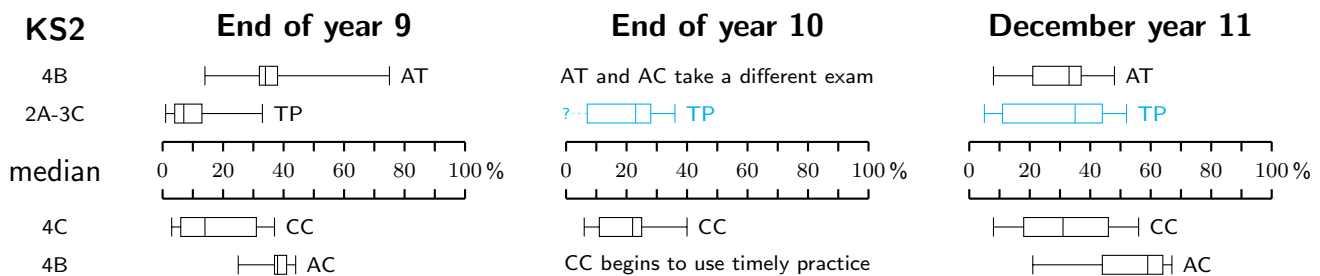 KS2 End of year 9 End of year 10 December year 11
4B AT AT and AC take a different exam AT
2A-3C TP ? TP TP
median 0 20 40 60 80 100 % 0 20 40 60 80 100 % 0 20 40 60 80 100 %
4C CC CC CC
4B AC CC begins to use timely practice AC